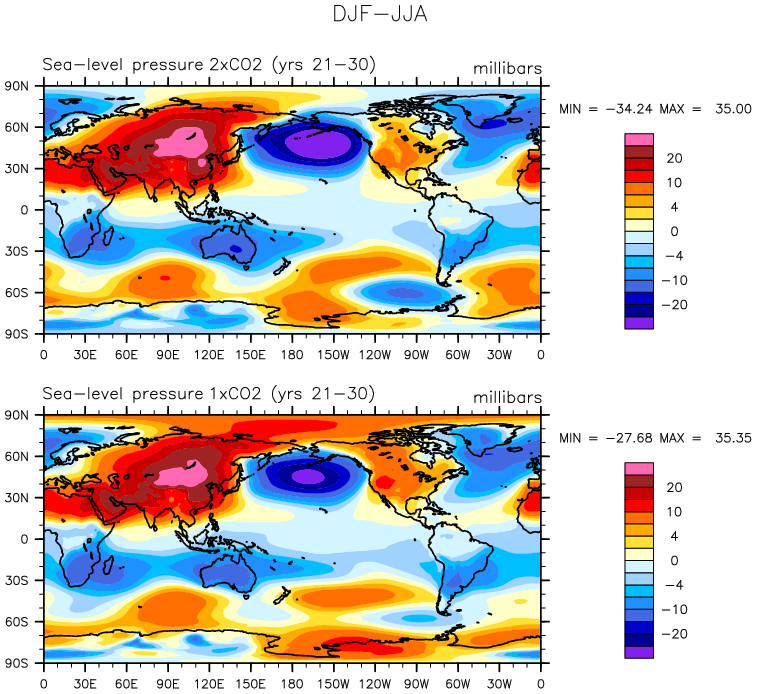 DJF-JJA
Sea-level pressure 2xCO2 (yrs 21-30)
millibars
MIN = -34.24 MAX = 35.00
90N
60N
30N
0
30S
60S
90S
0 30E 60E 90E 120E 150E 180 150W 120W 90W 60W 30W 0
20
10
4
0
-4
-10
-20
Sea-level pressure 1xCO2 (yrs 21-30)
millibars
MIN = -27.68 MAX = 35.35
90N
60N
30N
0
30S
60S
90S
0 30E 60E 90E 120E 150E 180 150W 120W 90W 60W 30W 0
20
10
4
0
-4
-10
-20